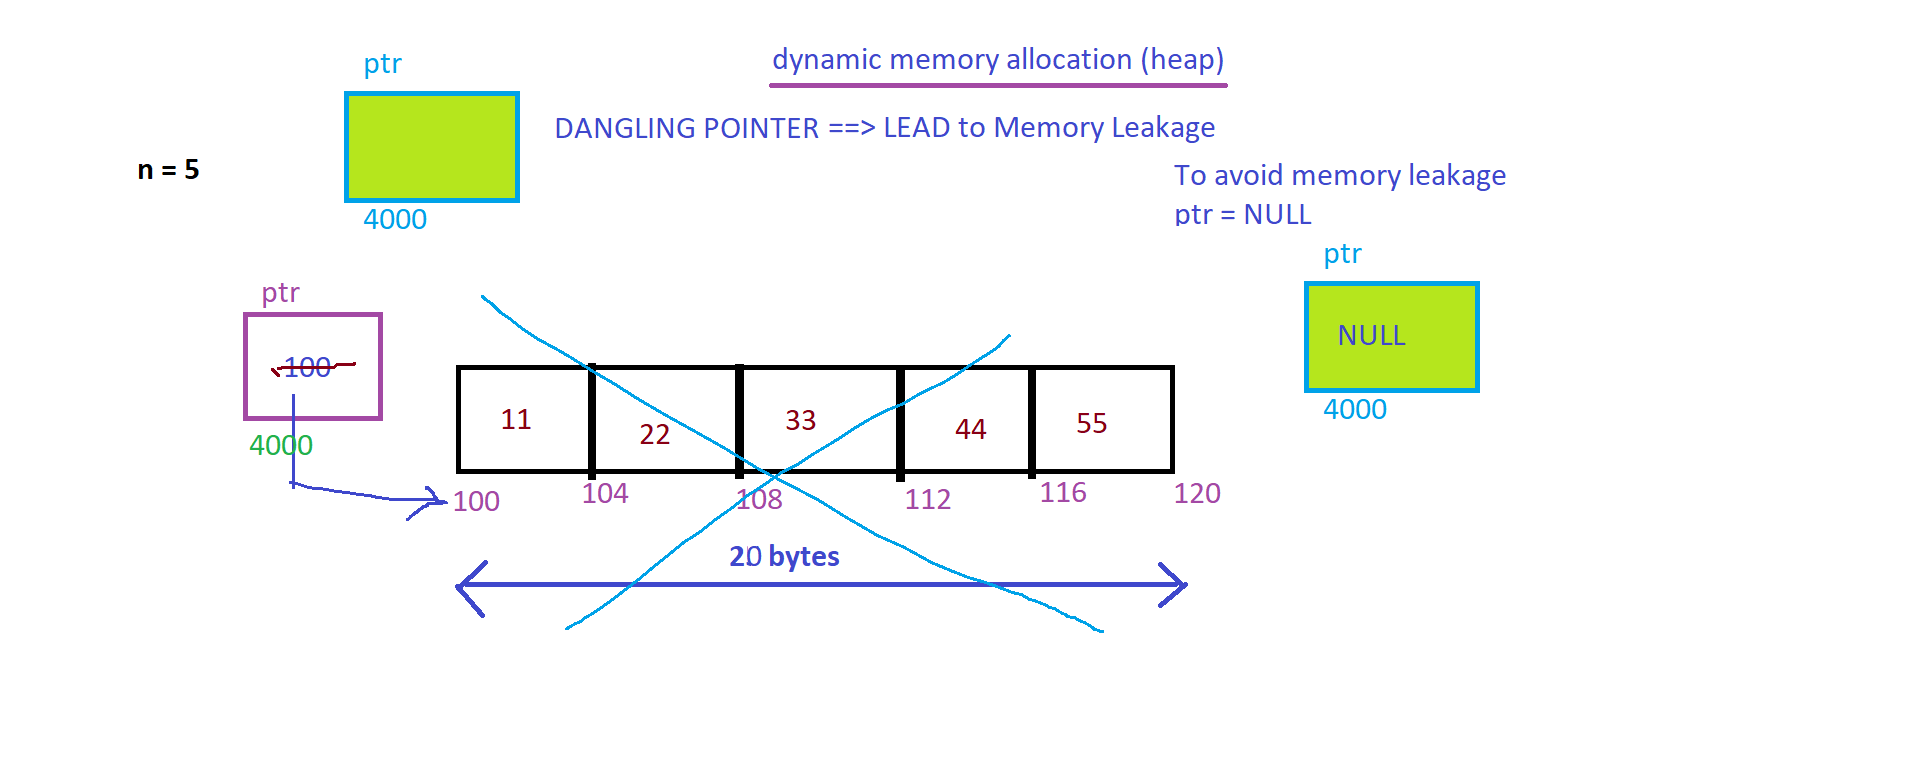 dynamic memory allocation (heap)
ptr
DANGLING POINTER ==> LEAD to Memory Leakage
n = 5
To avoid memory leakage
ptr = NULL
4000
ptr
NULL
4000
ptr
100
4000
11 22 33 44 55
100 104 108 112 116 120
20 bytes